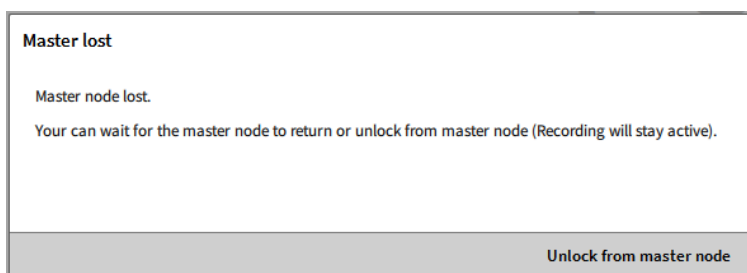 Master lost
Master node lost.
Your can wait for the master node to return or unlock from master node (Recording will stay active).
Unlock from master node